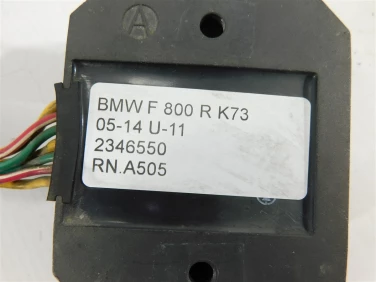 A
BMW F 800 R K73
05-14 U-11
2346550
RN.A505